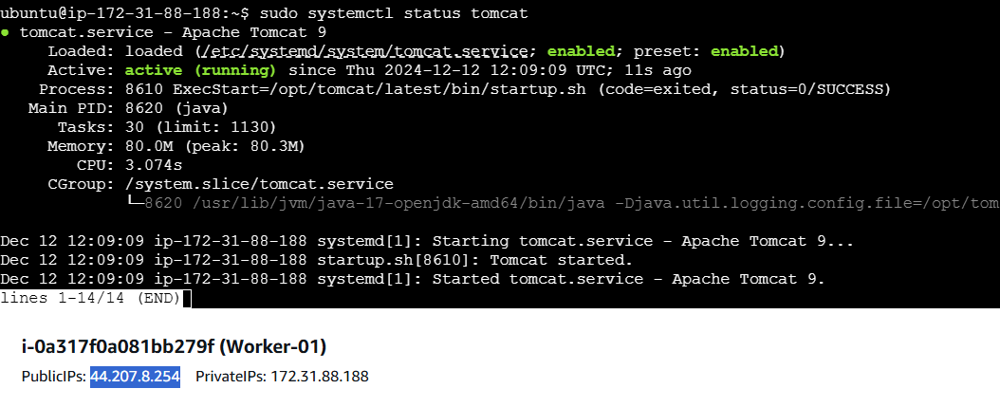 ubuntu@ip-172-31-88-188:~$ sudo systemctl status tomcat
● tomcat.service - Apache Tomcat 9
Loaded: loaded (/etc/systemd/system/tomcat.service; enabled; preset: enabled)
Active: active (running) since Thu 2024-12-12 12:09:09 UTC; 11s ago
Process: 8610 ExecStart=/opt/tomcat/latest/bin/startup.sh (code=exited, status=0/SUCCESS)
Main PID: 8620 (java)
Tasks: 30 (limit: 1130)
Memory: 80.0M (peak: 80.3M)
CPU: 3.074s
CGroup: /system.slice/tomcat.service
└─8620 /usr/lib/jvm/java-17-openjdk-amd64/bin/java -Djava.util.logging.config.file=/opt/tom
Dec 12 12:09:09 ip-172-31-88-188 systemd[1]: Starting tomcat.service - Apache Tomcat 9...
Dec 12 12:09:09 ip-172-31-88-188 startup.sh[8610]: Tomcat started.
Dec 12 12:09:09 ip-172-31-88-188 systemd[1]: Started tomcat.service - Apache Tomcat 9.
lines 1-14/14 (END)
i-0a317f0a081bb279f (Worker-01)
PublicIPs: 44.207.8.254 PrivateIPs: 172.31.88.188